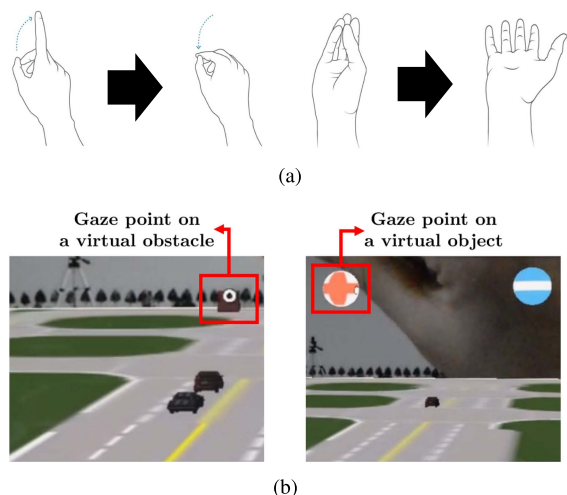 (a)
Gaze point on
a virtual obstacle
Gaze point on
a virtual object
(b)